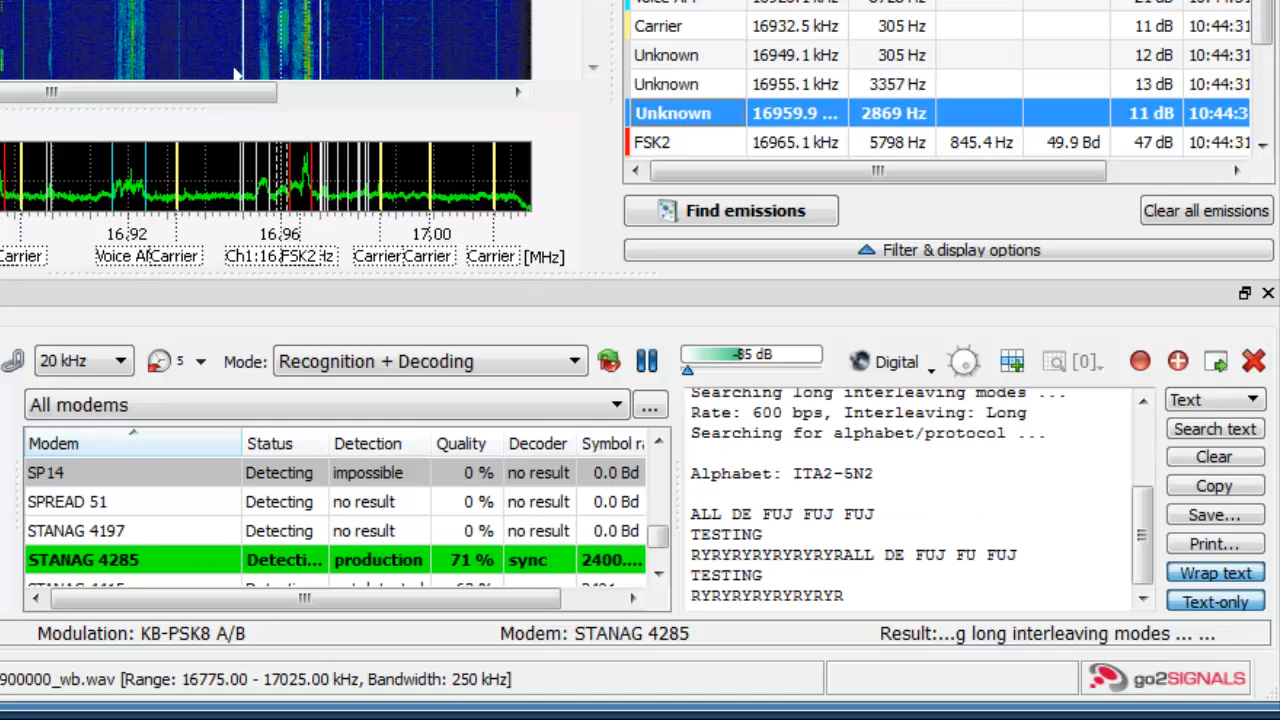 Carrier 16932.5 kHz 305 Hz 11 dB 10:44:31
Unknown 16949.1 kHz 305 Hz 12 dB 10:44:31
Unknown 16955.1 kHz 3357 Hz 13 dB 10:44:31
Unknown 16959.9 ... 2869 Hz 11 dB 10:44:3
FSK2 16965.1 kHz 5798 Hz 845.4 Hz 49.9 Bd 47 dB 10:44:31
Find emissions Clear all emissions
Filter & display options
16,92 16,96 17,00
Carrier Voice Carrier Ch1:16 FSK2 Hz Carrier Carrier Carrier [MHz]
20 kHz 5 Mode: Recognition + Decoding -85 dB Digital [0]
All modems ...
Modem Status Detection Quality Decoder Symbol r
SP14 Detecting impossible 0 % no result 0.0 Bd
SPREAD 51 Detecting no result 0 % no result 0.0 Bd
STANAG 4197 Detecting no result 0 % no result 0.0 Bd
STANAG 4285 Detecti... production 71 % sync 2400....
Searching long interleaving modes ...
Rate: 600 bps, Interleaving: Long
Searching for alphabet/protocol ...
Alphabet: ITA2-5N2
ALL DE FUJ FUJ FUJ
TESTING
RYRYRYRYRYRYRYRALL DE FUJ FU FUJ
TESTING
RYRYRYRYRYRYRYR
Text
Search text
Clear
Copy
Save...
Print...
Wrap text
Text-only
Modulation: KB-PSK8 A/B Modem: STANAG 4285 Result:...g long interleaving modes ... ...
900000_wb.wav [Range: 16775.00 - 17025.00 kHz, Bandwidth: 250 kHz] go2SIGNALS